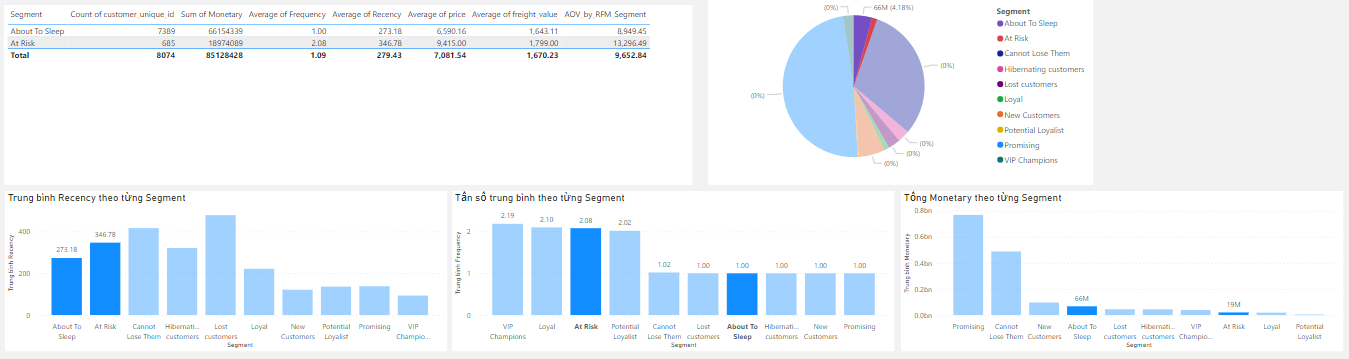 Segment Count of customer_unique_id Sum of Monetary Average of Frequency Average of Recency Average of price Average of freight_value AOV_by_RFM_Segment
About To Sleep 7389 66154339 1.00 273.18 6,590.16 1,643.11 8,949.45
At Risk 685 18974089 2.08 346.78 9,415.00 1,799.00 13,296.49
Total 8074 85128428 1.09 279.43 7,081.54 1,670.23 9,652.84
(0%)
66M (4.18%)
(0%)
(0%)
(0%)
(0%)
(0%)
Segment
About To Sleep
At Risk
Cannot Lose Them
Hibernating customers
Lost customers
Loyal
New Customers
Potential Loyalist
Promising
VIP Champions
Trung bình Recency theo từng Segment
Trung bình Recency
400
200
0
273.18
346.78
About To Sleep
At Risk
Cannot Lose Them
Hibernati... customers
Lost customers
Loyal
New Customers
Potential Loyalist
Promising
VIP Champio...
Segment
Tần số trung bình theo từng Segment
Trung bình Frequency
2
1
0
2.19
2.10
2.08
2.02
1.02
1.00
1.00
1.00
1.00
1.00
VIP Champions
Loyal
At Risk
Potential Loyalist
Cannot Lose Them
Lost customers
About To Sleep
Hibernati... customers
New Customers
Promising
Segment
Tổng Monetary theo từng Segment
Trung bình Monetary
0.8bn
0.6bn
0.4bn
0.2bn
0.0bn
66M
19M
Promising
Cannot Lose Them
New Customers
About To Sleep
Lost customers
Hibernati... customers
VIP Champio...
At Risk
Loyal
Potential Loyalist
Segment